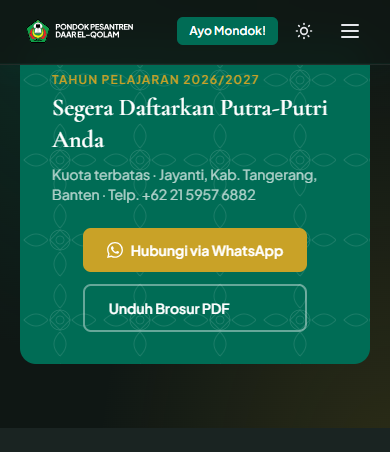 PONDOK PESANTREN
DAAR EL-QOLAM
Ayo Mondok!
TAHUN PELAJARAN 2026/2027
Segera Daftarkan Putra-Putri
Anda
Kuota terbatas · Jayanti, Kab. Tangerang,
Banten · Telp. +62 21 5957 6882
Hubungi via WhatsApp
Unduh Brosur PDF